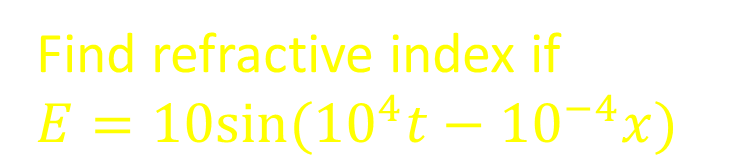 Find refractive index if
E = 10sin(10⁴t − 10⁻⁴x)